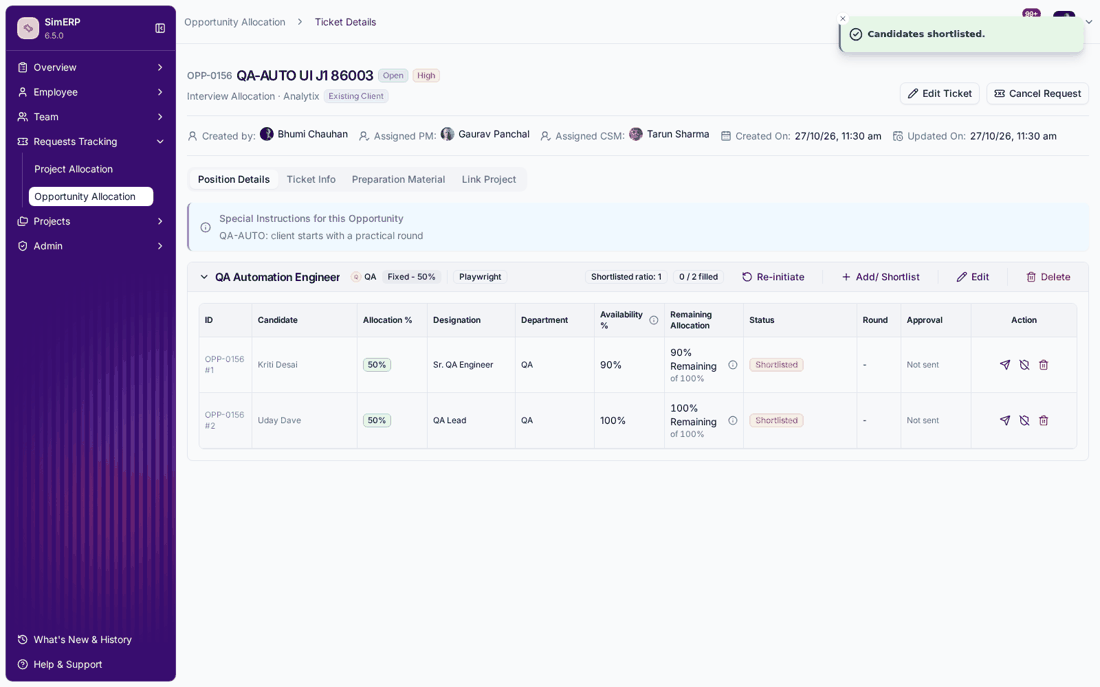 SimERP
6.5.0
Overview
Employee
Team
Requests Tracking
Project Allocation
Opportunity Allocation
Projects
Admin
What's New & History
Help & Support
Opportunity Allocation > Ticket Details
99+
Candidates shortlisted.
OPP-0156 QA-AUTO UI J1 86003 Open High
Interview Allocation · Analytix Existing Client
Edit Ticket Cancel Request
Created by: Bhumi Chauhan Assigned PM: Gaurav Panchal Assigned CSM: Tarun Sharma Created On: 27/10/26, 11:30 am Updated On: 27/10/26, 11:30 am
Position Details Ticket Info Preparation Material Link Project
Special Instructions for this Opportunity
QA-AUTO: client starts with a practical round
QA Automation Engineer Q QA Fixed - 50% Playwright Shortlisted ratio: 1 0 / 2 filled Re-initiate Add/ Shortlist Edit Delete
ID Candidate Allocation % Designation Department Availability % Remaining Allocation Status Round Approval Action
OPP-0156 #1 Kriti Desai 50% Sr. QA Engineer QA 90% 90% Remaining of 100% Shortlisted - Not sent
OPP-0156 #2 Uday Dave 50% QA Lead QA 100% 100% Remaining of 100% Shortlisted - Not sent